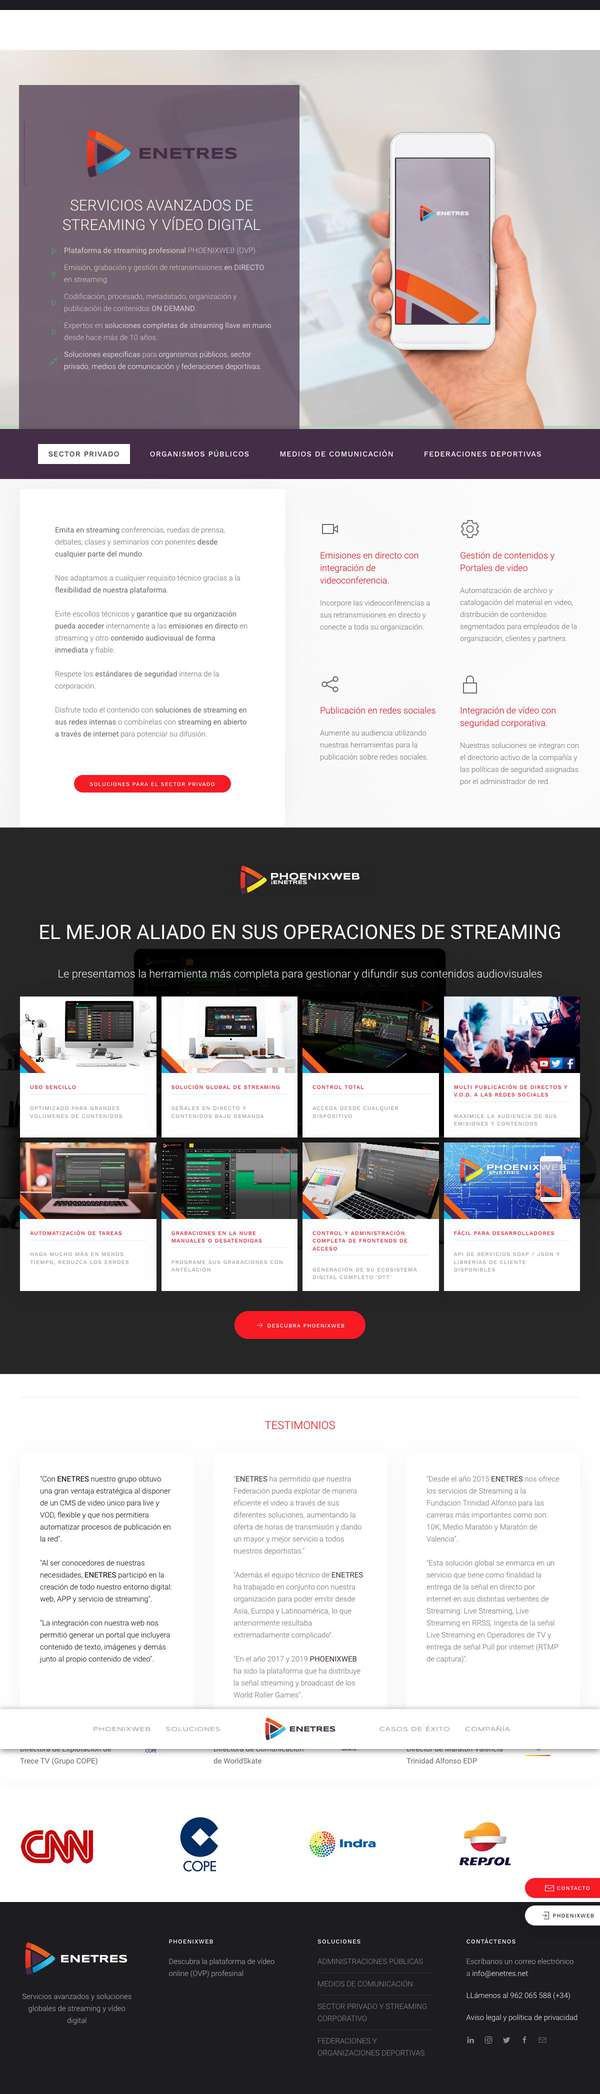 ENETRES
SERVICIOS AVANZADOS DE
STREAMING Y VÍDEO DIGITAL
Plataforma de streaming profesional PHOENIXWEB (OVP)
Emisión, grabación y gestión de retransmisiones en DIRECTO
en streaming
Codificación, procesado, metadatado, organización y
publicación de contenidos ON DEMAND
Expertos en soluciones completas de streaming llave en mano
desde hace más de 10 años.
Soluciones específicas para organismos públicos, sector
privado, medios de comunicación y federaciones deportivas.
ENETRES
SECTOR PRIVADO
ORGANISMOS PÚBLICOS
MEDIOS DE COMUNICACIÓN
FEDERACIONES DEPORTIVAS
Emita en streaming conferencias, ruedas de prensa,
debates, clases y seminarios con ponentes desde
cualquier parte del mundo.
Nos adaptamos a cualquier requisito técnico gracias a la
flexibilidad de nuestra plataforma.
Evite escollos técnicos y garantice que su organización
pueda acceder internamente a las emisiones en directo en
streaming y otro contenido audiovisual de forma
inmediata y fiable.
Respete los estándares de seguridad interna de la
corporación.
Disfrute todo el contenido con soluciones de streaming en
sus redes internas o combínelas con streaming en abierto
a través de internet para potenciar su difusión.
SOLUCIONES PARA EL SECTOR PRIVADO
Emisiones en directo con
integración de
videoconferencia.
Incorpore las videoconferencias a
sus retransmisiones en directo y
conecte a toda su organización.
Gestión de contenidos y
Portales de video
Automatización de archivo y
catalogación del material en video,
distribución de contenidos
segmentados para empleados de la
organización, clientes y partners.
Publicación en redes sociales
Aumente su audiencia utilizando
nuestras herramientas para la
publicación sobre redes sociales.
Integración de vídeo con
seguridad corporativa.
Nuestras soluciones se integran con
el directorio activo de la compañía y
las políticas de seguridad asignadas
por el administrador de red.
PHOENIXWEB
ENETRES
EL MEJOR ALIADO EN SUS OPERACIONES DE STREAMING
Le presentamos la herramienta más completa para gestionar y difundir sus contenidos audiovisuales
USO SENCILLO
OPTIMIZADO PARA GRANDES
VOLÚMENES DE CONTENIDOS
SOLUCIÓN GLOBAL DE STREAMING
SEÑALES EN DIRECTO Y
CONTENIDOS BAJO DEMANDA
CONTROL TOTAL
ACCEDA DESDE CUALQUIER
DISPOSITIVO
MULTI PUBLICACIÓN DE DIRECTOS Y
V.O.D. A LAS REDES SOCIALES
MAXIMICE LA AUDIENCIA DE SUS
EMISIONES Y CONTENIDOS
AUTOMATIZACIÓN DE TAREAS
HAGA MUCHO MÁS EN MENOS
TIEMPO, REDUZCA LOS ERRORES
GRABACIONES EN LA NUBE
MANUALES O DESATENDIDAS
PROGRAME SUS GRABACIONES CON
ANTELACIÓN
CONTROL Y ADMINISTRACIÓN
COMPLETA DE FRONTENDS DE
ACCESO
GENERACIÓN DE SU ECOSISTEMA
DIGITAL COMPLETO "OTT"
PHOENIXWEB
ENETRES
FÁCIL PARA DESARROLLADORES
API DE SERVICIOS SOAP / JSON Y
LIBRERÍAS DE CLIENTE
DISPONIBLES
DESCUBRA PHOENIXWEB
TESTIMONIOS
"Con ENETRES nuestro grupo obtuvo
una gran ventaja estratégica al disponer
de un CMS de video único para live y
VOD, flexible y que nos permitiera
automatizar procesos de publicación en
la red".
"Al ser conocedores de nuestras
necesidades, ENETRES participó en la
creación de todo nuestro entorno digital:
web, APP y servicio de streaming".
"La integración con nuestra web nos
permitió generar un portal que incluyera
contenido de texto, imágenes y demás
junto al propio contenido de video".
"ENETRES ha permitido que nuestra
Federación pueda explotar de manera
eficiente el video a través de sus
diferentes soluciones, aumentando la
oferta de horas de transmisión y dando
un mayor y mejor servicio a todos
nuestros deportistas."
"Además el equipo técnico de ENETRES
ha trabajado en conjunto con nuestra
organización para poder emitir desde
Asia, Europa y Latinoamérica, lo que
anteriormente resultaba
extremadamente complicado".
"En el año 2017 y 2019 PHOENIXWEB
ha sido la plataforma que ha distribuye
la señal streaming y broadcast de los
World Roller Games".
"Desde el año 2015 ENETRES nos ofrece
los servicios de Streaming a la
Fundación Trinidad Alfonso para las
carreras más importantes como son
10K, Medio Maratón y Maratón de
Valencia".
"Esta solución global se enmarca en un
servicio que tiene como finalidad la
entrega de la señal en directo por
internet en sus distintas vertientes de
Streaming: Live Streaming, Live
Streaming en RRSS, ingesta de la señal
Live Streaming en Operadores de TV y
entrega de señal Pull por internet (RTMP
de captura)".
PHOENIXWEB
SOLUCIONES
ENETRES
CASOS DE ÉXITO
COMPAÑÍA
Directora de Explotación de
Trece TV (Grupo COPE)
COPE
Directora de Comunicación
de WorldSkate
Director de Maratón Valencia
Trinidad Alfonso EDP
CNN
COPE
Indra
REPSOL
CONTACTO
PHOENIXWEB
ENETRES
Servicios avanzados y soluciones
globales de streaming y vídeo
digital
PHOENIXWEB
Descubra la plataforma de vídeo
online (OVP) profesinal
SOLUCIONES
ADMINISTRACIONES PÚBLICAS
MEDIOS DE COMUNICACIÓN
SECTOR PRIVADO Y STREAMING
CORPORATIVO
FEDERACIONES Y
ORGANIZACIONES DEPORTIVAS
CONTÁCTENOS
Escríbanos un correo electrónico
a info@enetres.net
LLámenos al 962 065 588 (+34)
Aviso legal y política de privacidad